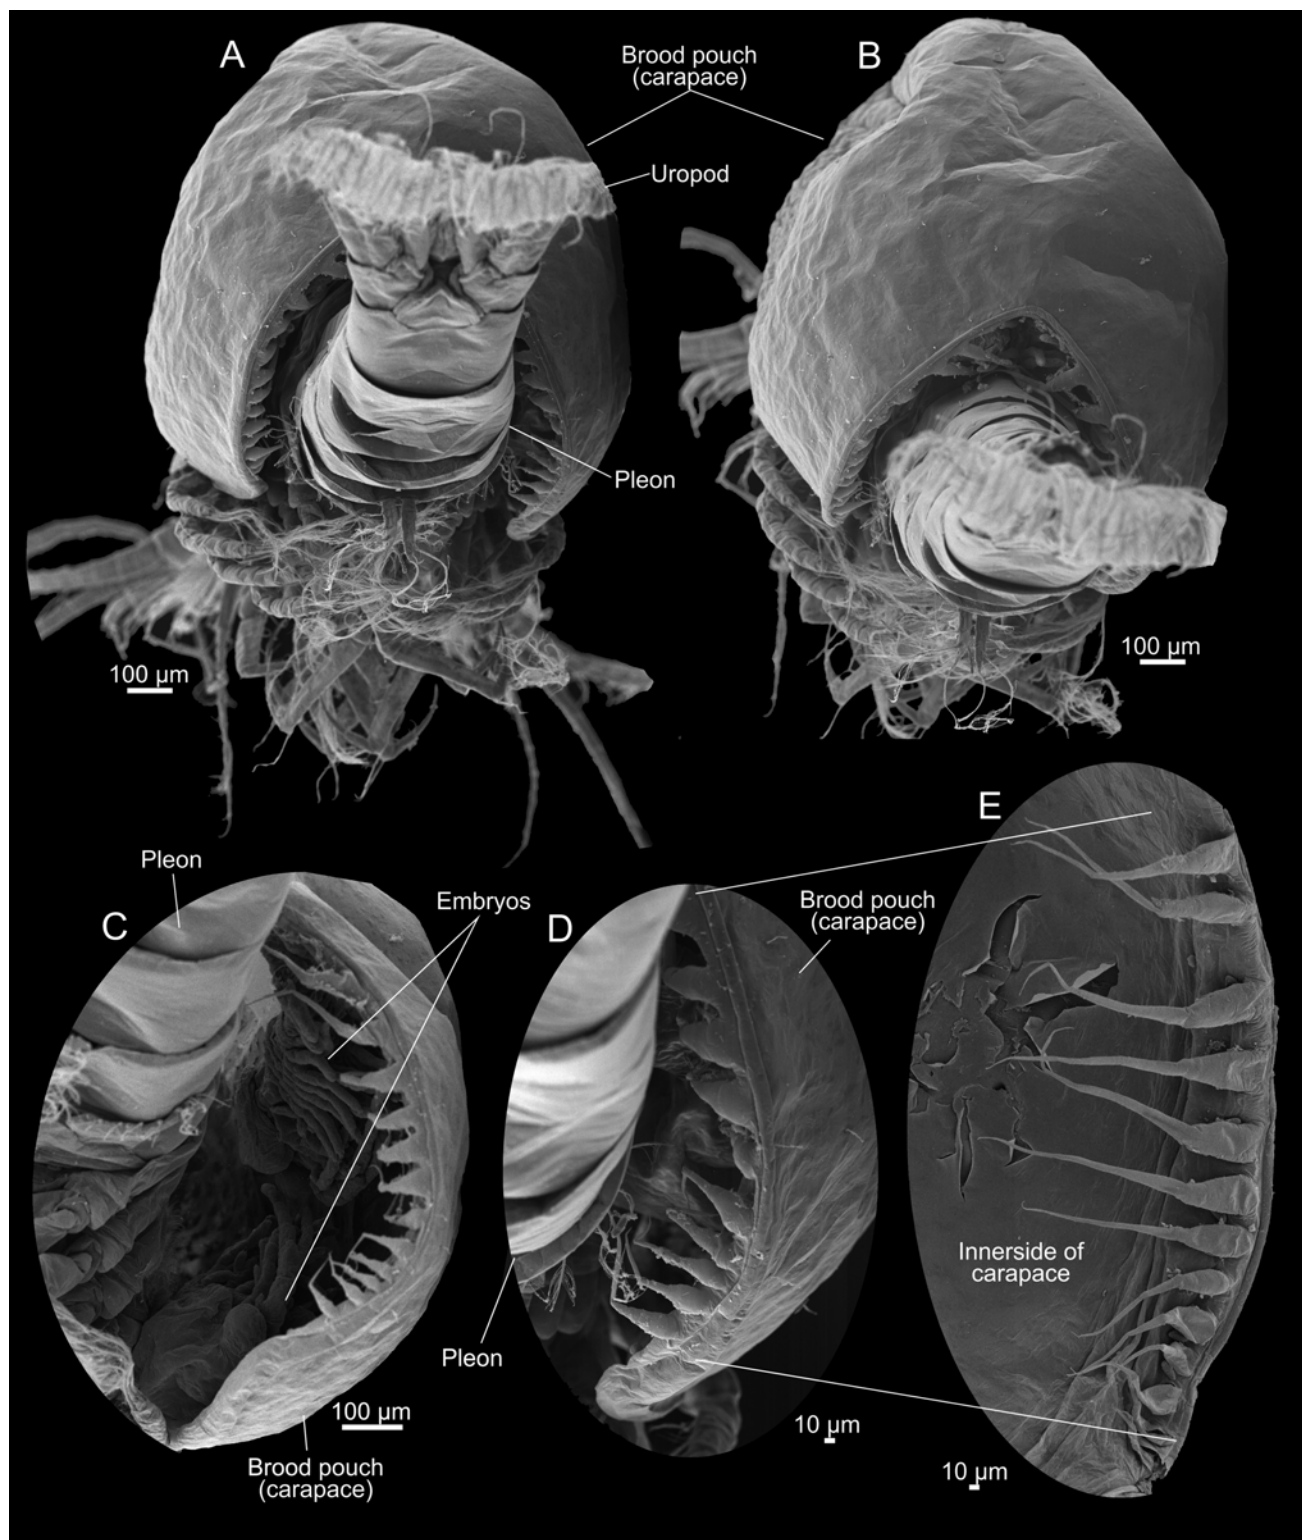 A
Brood pouch
(carapace)
B
Uropod
Pleon
100 µm
100 µm
E
Pleon
Embryos
C
D
Brood pouch
(carapace)
Innerside of
carapace
Pleon
100 µm
10 µm
Brood pouch
(carapace)
10 µm